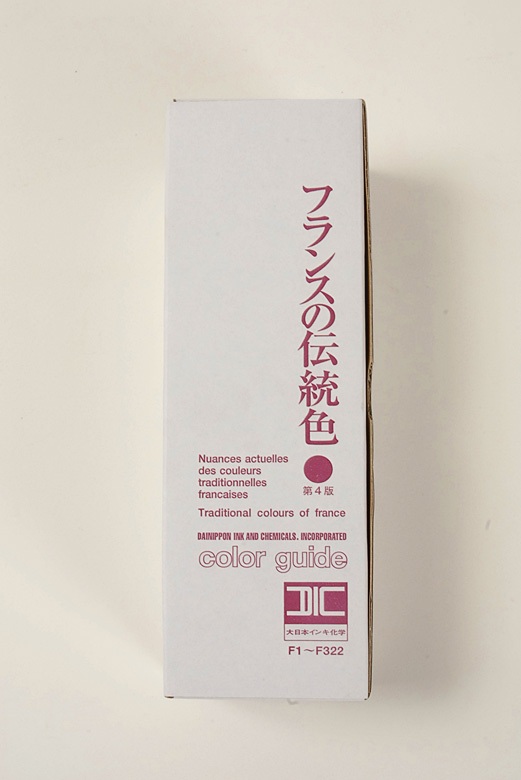 フランスの伝統色
第4版
Nuances actuelles
des couleurs
traditionnelles
francaises
Traditional colours of france
DAINIPPON INK AND CHEMICALS, INCORPORATED
color guide
DIC
大日本インキ化学
F1〜F322